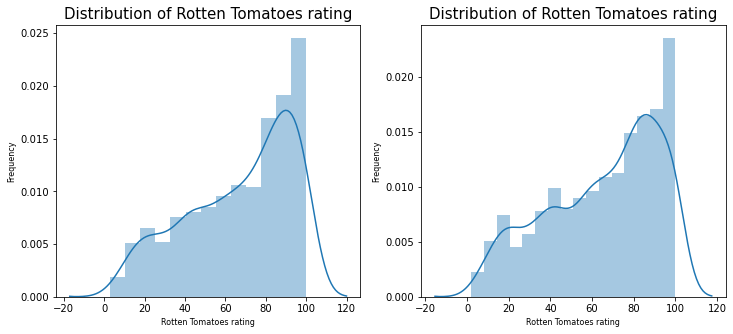 Distribution of Rotten Tomatoes rating
0.025
0.020
0.015
0.010
0.005
0.000
Frequency
−20 0 20 40 60 80 100 120
Rotten Tomatoes rating
Distribution of Rotten Tomatoes rating
0.020
0.015
0.010
0.005
0.000
Frequency
−20 0 20 40 60 80 100 120
Rotten Tomatoes rating